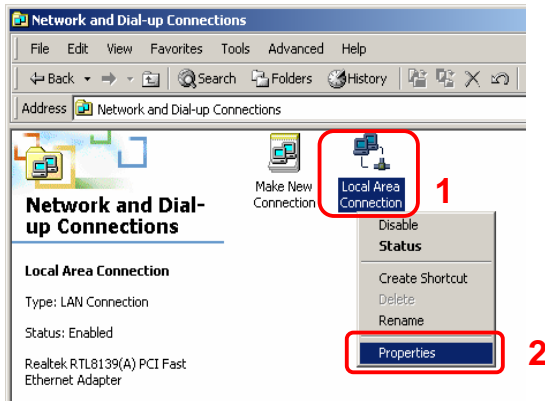 Network and Dial-up Connections
File Edit View Favorites Tools Advanced Help
Back Search Folders History
Address Network and Dial-up Connections
Make New
Connection
Local Area
Connection
1
Network and Dial-
up Connections
Disable
Status
Create Shortcut
Delete
Rename
Properties
2
Local Area Connection
Type: LAN Connection
Status: Enabled
Realtek RTL8139(A) PCI Fast
Ethernet Adapter